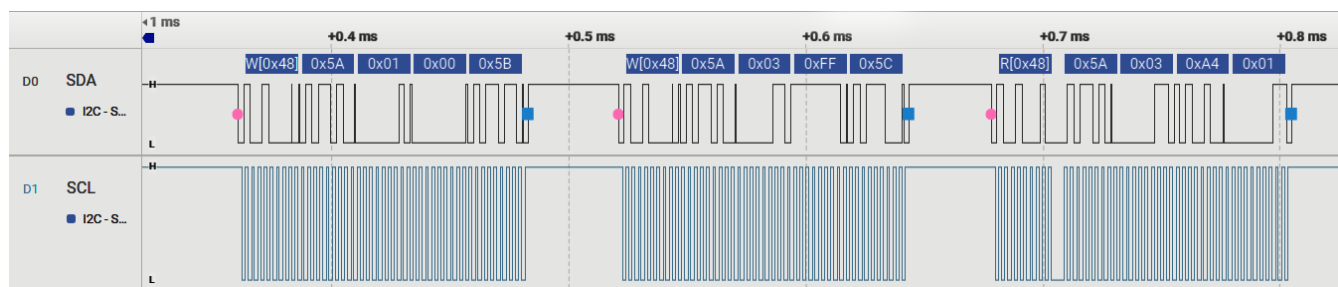 1 ms
+0.4 ms +0.5 ms +0.6 ms +0.7 ms +0.8 ms
W[0x48] 0x5A 0x01 0x00 0x5B W[0x48] 0x5A 0x03 0xFF 0x5C R[0x48] 0x5A 0x03 0xA4 0x01
D0 SDA H
I2C - S...
L
D1 SCL H
I2C - S...
L